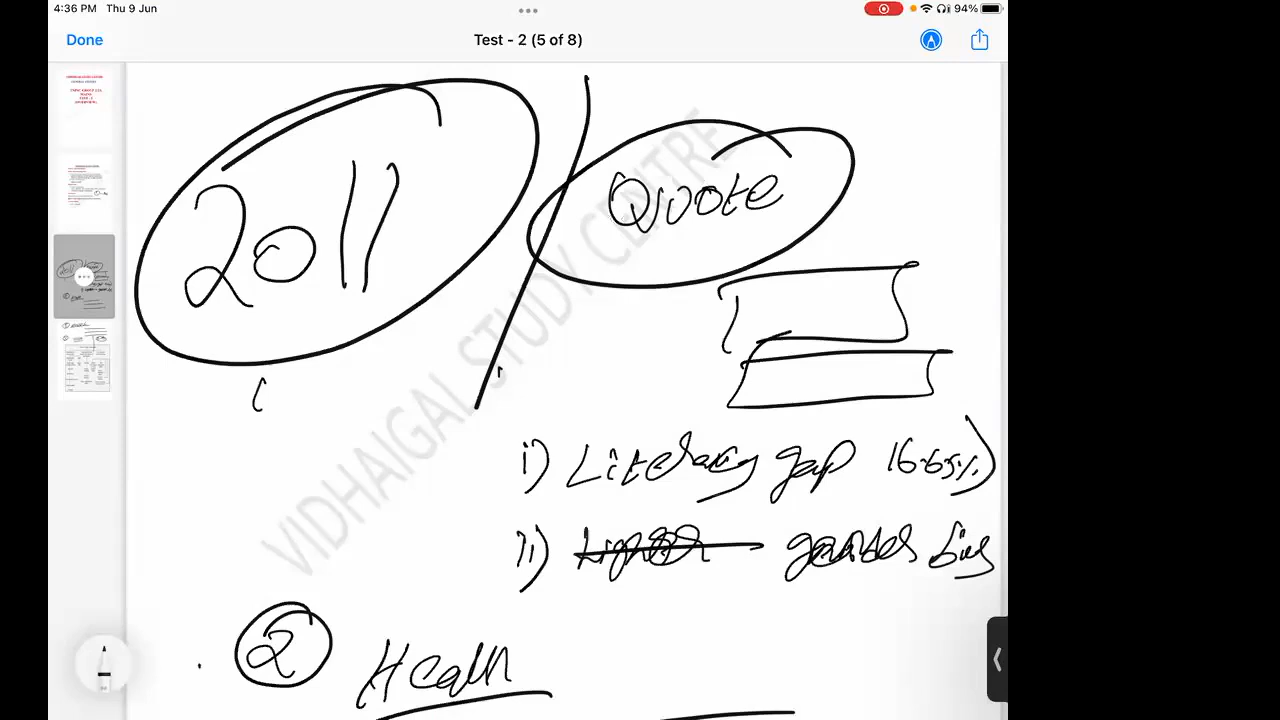 4:36 PM Thu 9 Jun
94%
Done
Test - 2 (5 of 8)
2011
Quote
VIDHAIGAL STUDY CENTRE
i) Literacy gap 16.65%)
ii) gender bias
2 Health